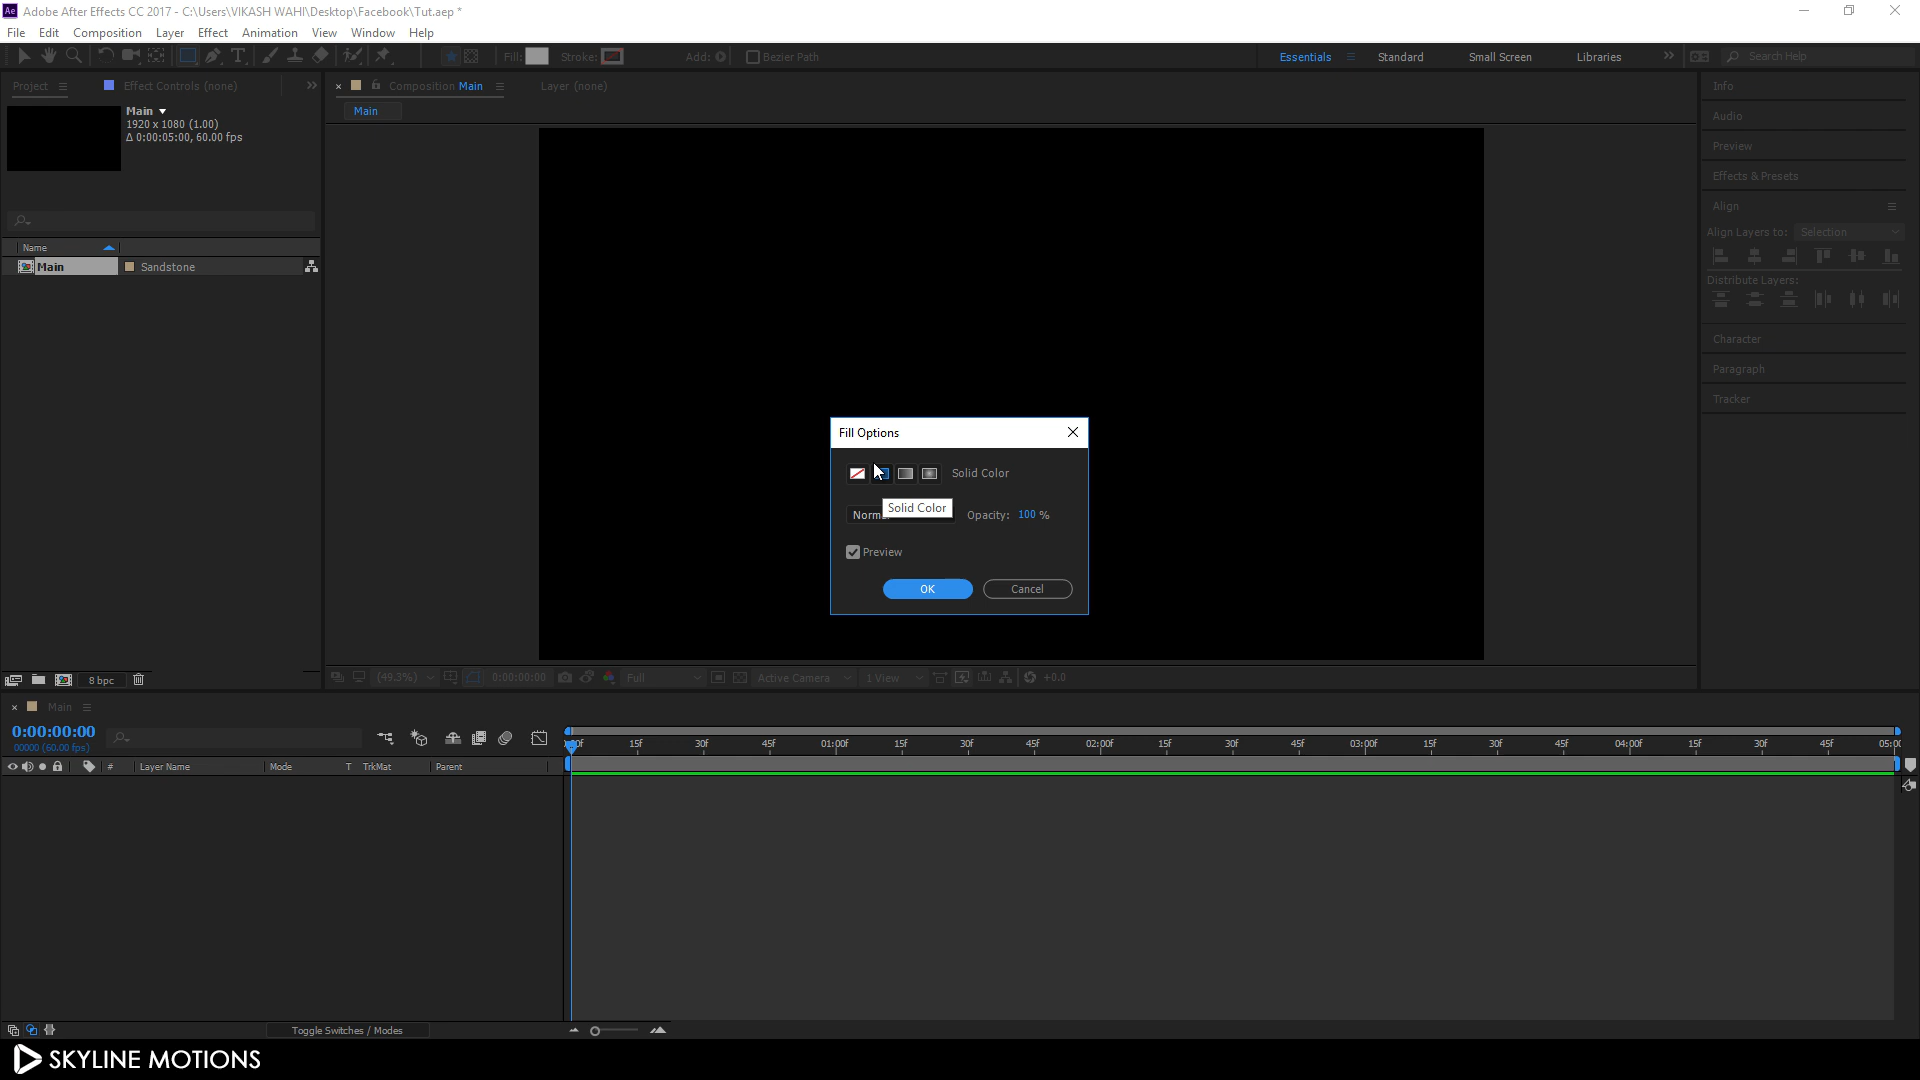 Ae Adobe After Effects CC 2017 - C:\Users\VIKASH WAHI\Desktop\Facebook\Tut.aep *
File Edit Composition Layer Effect Animation View Window Help
Fill: Stroke: Add: Bezier Path Essentials Standard Small Screen Libraries Search Help
Project Effect Controls (none) Composition Main Layer (none) Info
Main
Main
1920 x 1080 (1.00)
Δ 0:00:05:00, 60.00 fps
Audio
Preview
Effects & Presets
Align
Align Layers to: Selection
Distribute Layers:
Character
Paragraph
Tracker
Name
Main Sandstone
Fill Options
Solid Color
Solid Color
Opacity: 100 %
Preview
OK Cancel
8 bpc (49.3%) 0:00:00:00 Full Active Camera 1 View +0.0
Main
0:00:00:00
00000 (60.00 fps)
15f 30f 45f 01:00f 15f 30f 45f 02:00f 15f 30f 45f 03:00f 15f 30f 45f 04:00f 15f 30f 45f
# Layer Name Mode T TrkMat Parent
Toggle Switches / Modes
SKYLINE MOTIONS